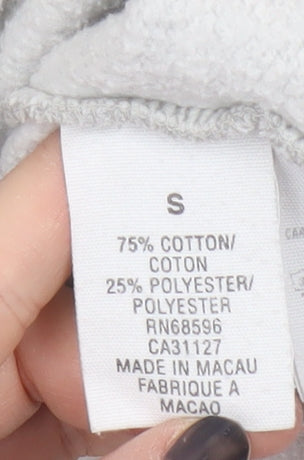 S
75% COTTON/
COTON
25% POLYESTER/
POLYESTER
RN68596
CA31127
MADE IN MACAU
FABRIQUE A
MACAO